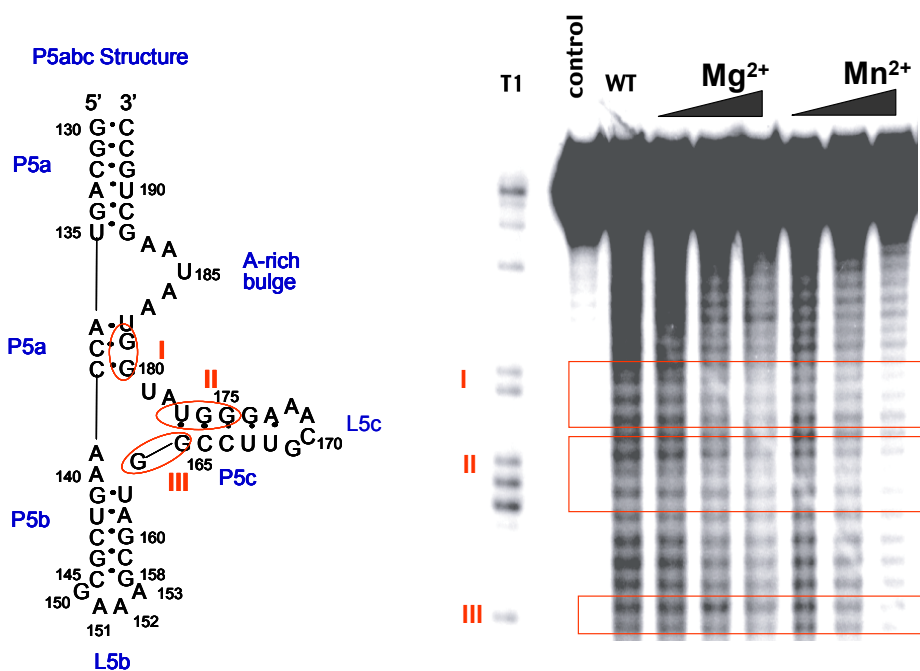 P5abc Structure
5' 3'
130 G C
G C
P5a C G
A U 190
G C
135 U G
A A
U 185
A-rich
bulge
A A
A U
P5a C G I
C G 180
U A II 175
U G G G A A A
L5c
G G C C U U G C 170
165 P5c
III
A
140 A
G U
P5b U A
C G 160
G C
145 C G 158
G A 153
150 A A
151 152
L5b
T1 control WT Mg2+ Mn2+
I
II
III